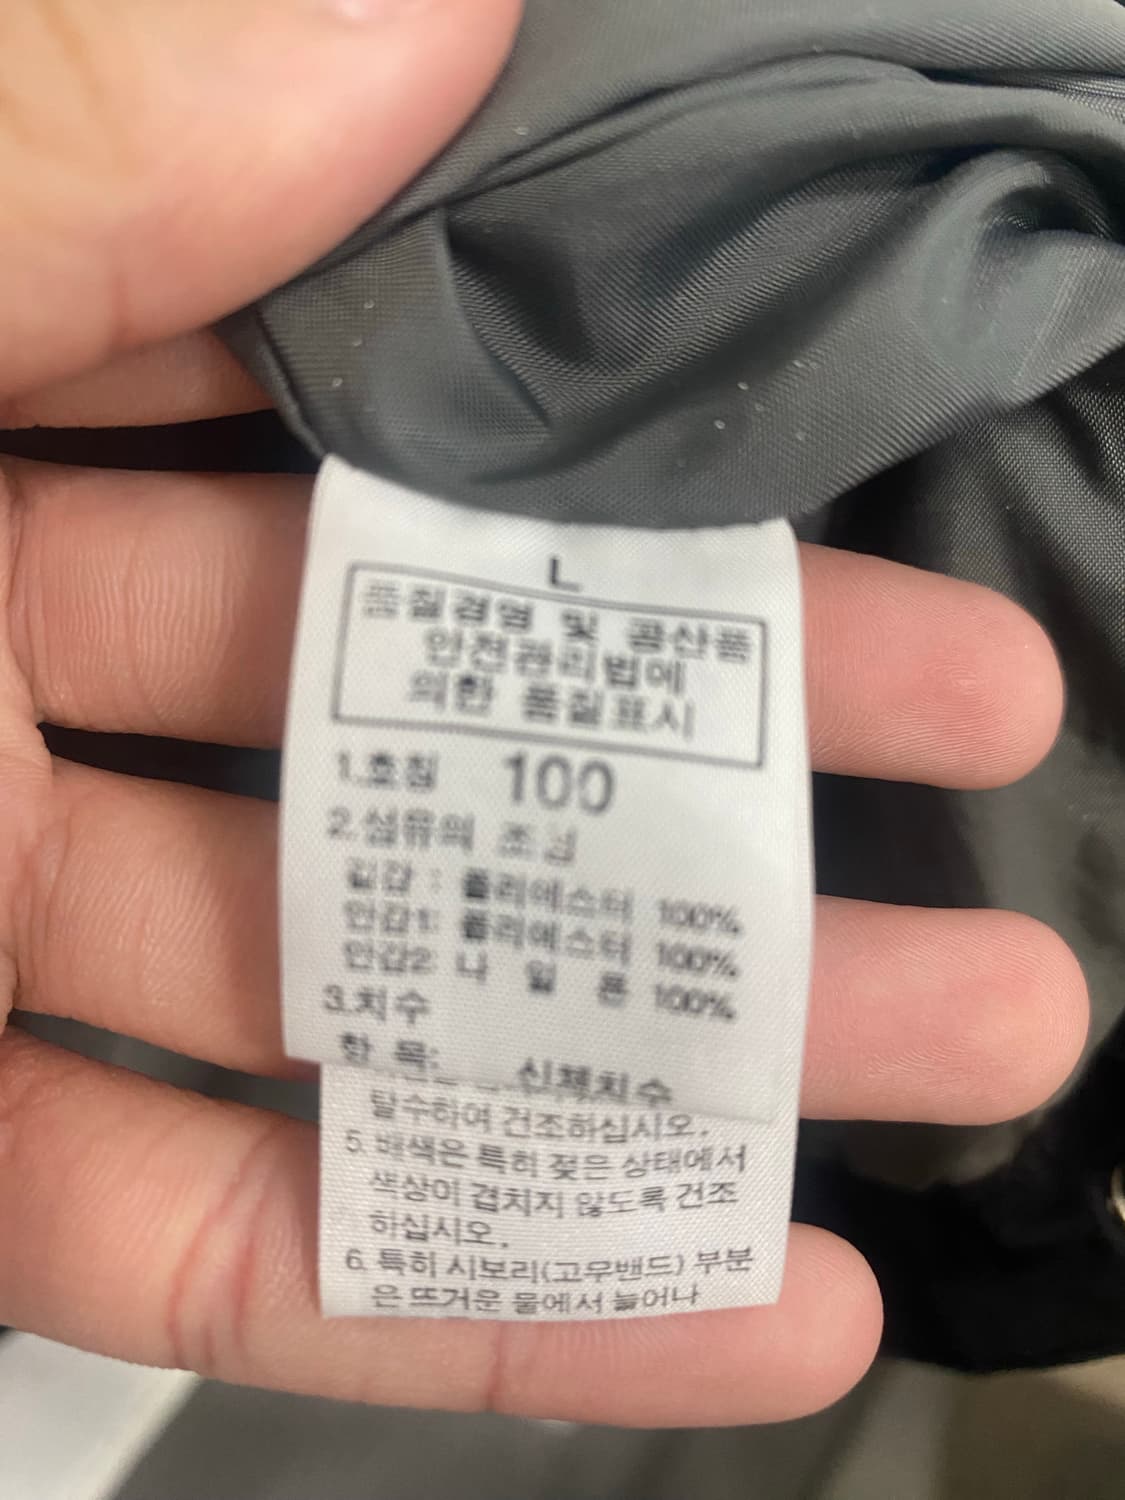 L
품질경영 및 공산품
안전관리법에
의한 품질표시
1.호칭 100
2.섬유의 조성
겉감 : 폴리에스터 100%
안감1: 폴리에스터 100%
안감2: 나 일 론 100%
3.치수
항 목: 신체치수
탈수하여 건조하십시오.
5. 배색은 특히 젖은 상태에서
색상이 겹치지 않도록 건조
하십시오.
6. 특히 시보리(고무밴드) 부분
은 뜨거운 물에서 늘어나